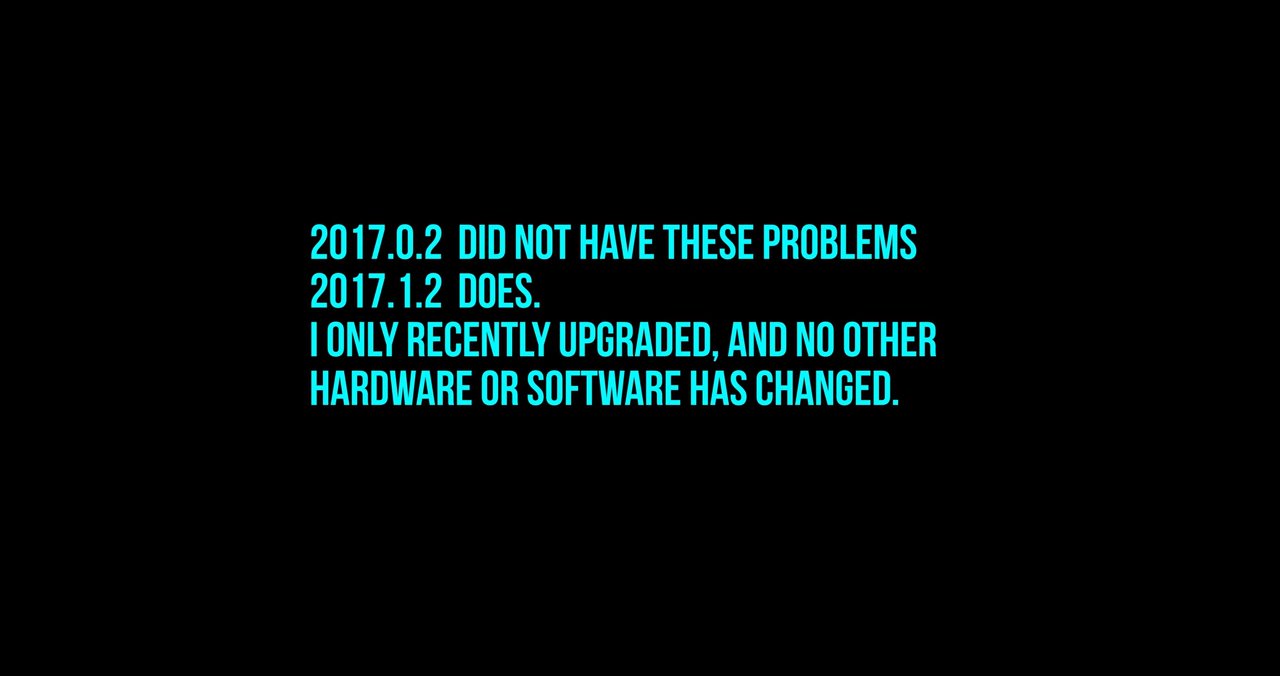 2017.0.2 DID NOT HAVE THESE PROBLEMS
2017.1.2 DOES.
I ONLY RECENTLY UPGRADED, AND NO OTHER
HARDWARE OR SOFTWARE HAS CHANGED.